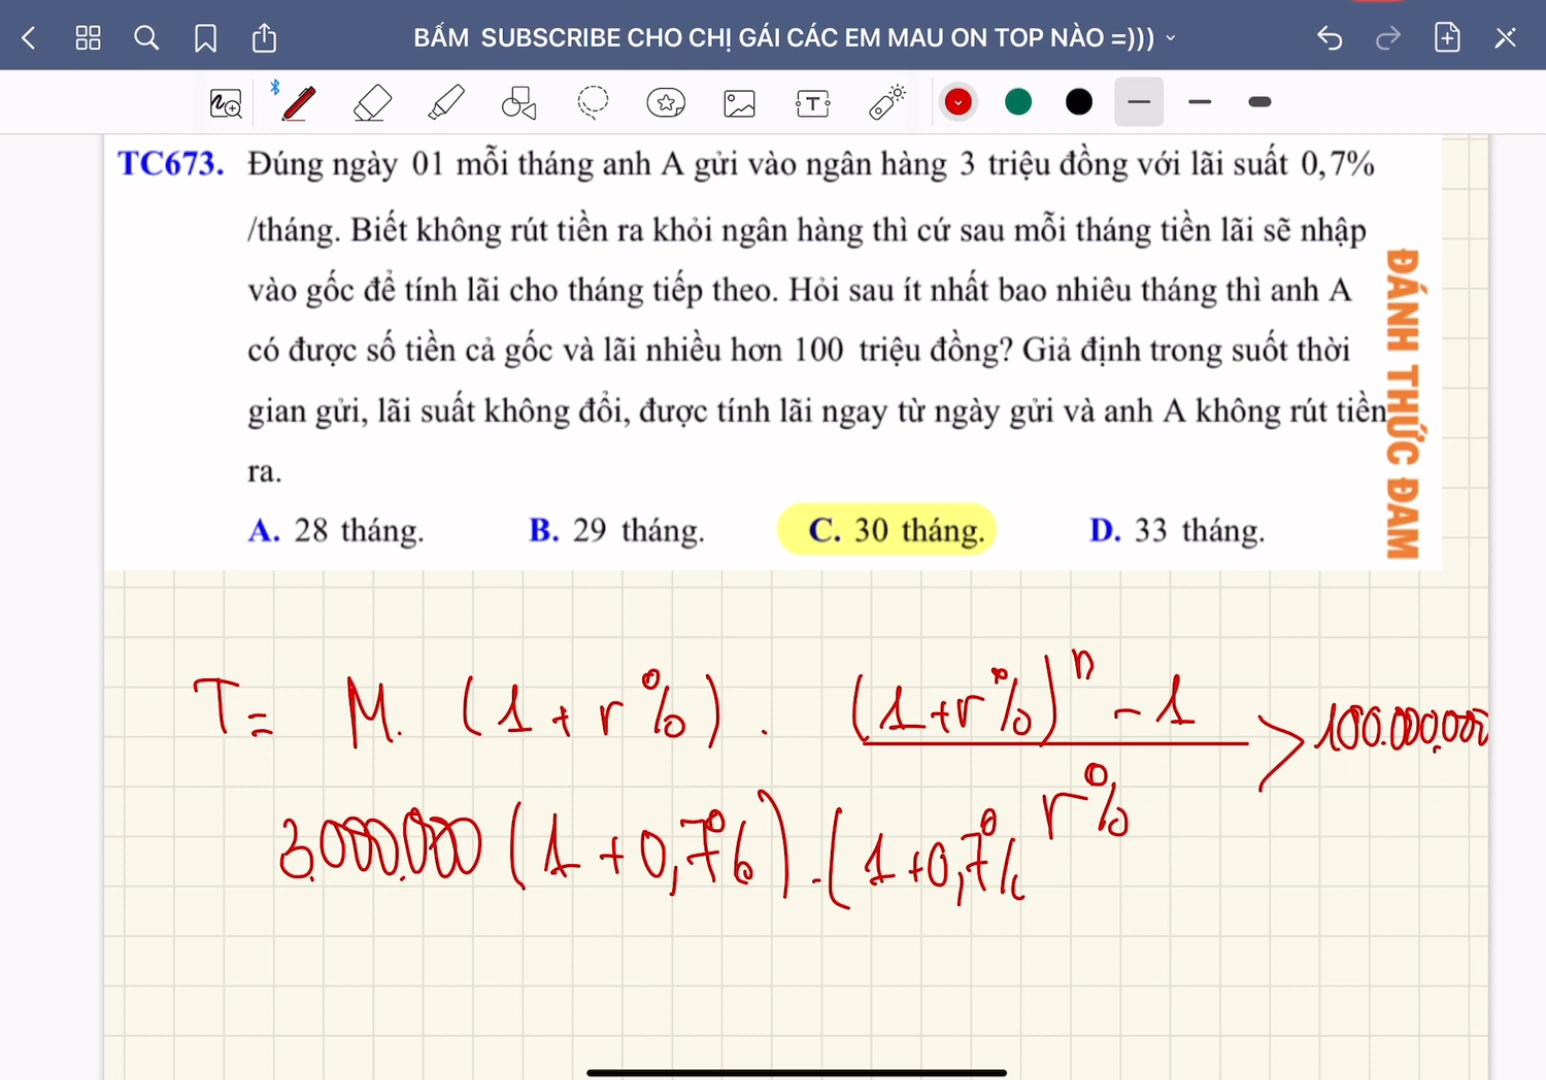 BẤM SUBSCRIBE CHO CHỊ GÁI CÁC EM MAU ON TOP NÀO =)))
TC673. Đúng ngày 01 mỗi tháng anh A gửi vào ngân hàng 3 triệu đồng với lãi suất 0,7%
/tháng. Biết không rút tiền ra khỏi ngân hàng thì cứ sau mỗi tháng tiền lãi sẽ nhập
vào gốc để tính lãi cho tháng tiếp theo. Hỏi sau ít nhất bao nhiêu tháng thì anh A
có được số tiền cả gốc và lãi nhiều hơn 100 triệu đồng? Giả định trong suốt thời
gian gửi, lãi suất không đổi, được tính lãi ngay từ ngày gửi và anh A không rút tiền
ra.
A. 28 tháng. B. 29 tháng. C. 30 tháng. D. 33 tháng.
ĐÁNH THỨC ĐAM
T = M. (1 + r%) . (1+r%)^n - 1 > 100.000.000
r%
3.000.000 (1 + 0,7%) . (1+0,7%